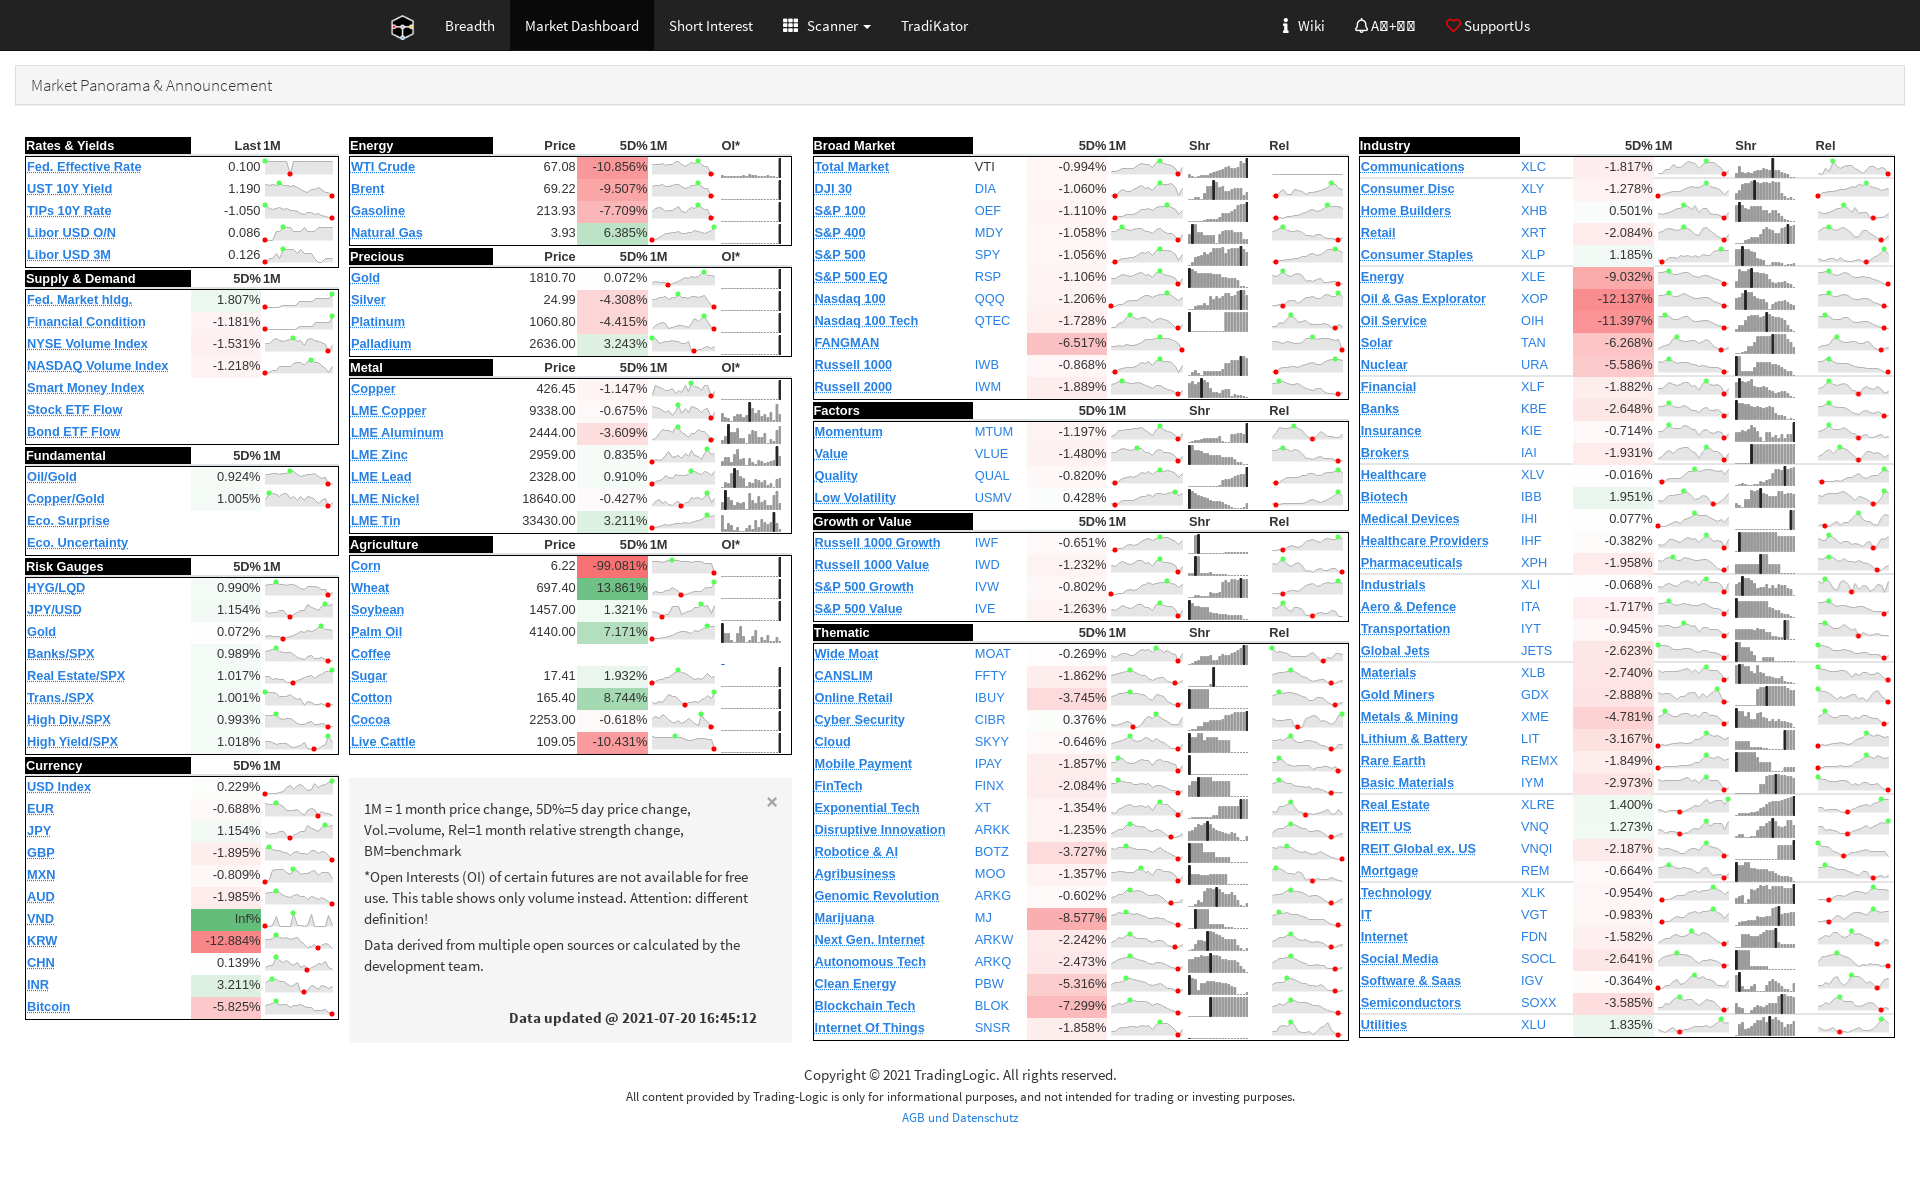 Breadth Market Dashboard Short Interest Scanner TradiKator Wiki SupportUs
Market Panorama & Announcement
Rates & Yields Last 1M
Fed. Effective Rate 0.100
UST 10Y Yield 1.190
TIPs 10Y Rate -1.050
Libor USD O/N 0.086
Libor USD 3M 0.126
Supply & Demand 5D% 1M
Fed. Market hldg. 1.807%
Financial Condition -1.181%
NYSE Volume Index -1.531%
NASDAQ Volume Index -1.218%
Smart Money Index
Stock ETF Flow
Bond ETF Flow
Fundamental 5D% 1M
Oil/Gold 0.924%
Copper/Gold 1.005%
Eco. Surprise
Eco. Uncertainty
Risk Gauges 5D% 1M
HYG/LQD 0.990%
JPY/USD 1.154%
Gold 0.072%
Banks/SPX 0.989%
Real Estate/SPX 1.017%
Trans./SPX 1.001%
High Div./SPX 0.993%
High Yield/SPX 1.018%
Currency 5D% 1M
USD Index 0.229%
EUR -0.688%
JPY 1.154%
GBP -1.895%
MXN -0.809%
AUD -1.985%
VND Inf%
KRW -12.884%
CHN 0.139%
INR 3.211%
Bitcoin -5.825%
Energy Price 5D% 1M OI*
WTI Crude 67.08 -10.856%
Brent 69.22 -9.507%
Gasoline 213.93 -7.709%
Natural Gas 3.93 6.385%
Precious Price 5D% 1M OI*
Gold 1810.70 0.072%
Silver 24.99 -4.308%
Platinum 1060.80 -4.415%
Palladium 2636.00 3.243%
Metal Price 5D% 1M OI*
Copper 426.45 -1.147%
LME Copper 9338.00 -0.675%
LME Aluminum 2444.00 -3.609%
LME Zinc 2959.00 0.835%
LME Lead 2328.00 0.910%
LME Nickel 18640.00 -0.427%
LME Tin 33430.00 3.211%
Agriculture Price 5D% 1M OI*
Corn 6.22 -99.081%
Wheat 697.40 13.861%
Soybean 1457.00 1.321%
Palm Oil 4140.00 7.171%
Coffee -
Sugar 17.41 1.932%
Cotton 165.40 8.744%
Cocoa 2253.00 -0.618%
Live Cattle 109.05 -10.431%
×
1M = 1 month price change, 5D%=5 day price change,
Vol.=volume, Rel=1 month relative strength change,
BM=benchmark
*Open Interests (OI) of certain futures are not available for free
use. This table shows only volume instead. Attention: different
definition!
Data derived from multiple open sources or calculated by the
development team.
Data updated @ 2021-07-20 16:45:12
Broad Market 5D% 1M Shr Rel
Total Market VTI -0.994%
DJI 30 DIA -1.060%
S&P 100 OEF -1.110%
S&P 400 MDY -1.058%
S&P 500 SPY -1.056%
S&P 500 EQ RSP -1.106%
Nasdaq 100 QQQ -1.206%
Nasdaq 100 Tech QTEC -1.728%
FANGMAN -6.517%
Russell 1000 IWB -0.868%
Russell 2000 IWM -1.889%
Factors 5D% 1M Shr Rel
Momentum MTUM -1.197%
Value VLUE -1.480%
Quality QUAL -0.820%
Low Volatility USMV 0.428%
Growth or Value 5D% 1M Shr Rel
Russell 1000 Growth IWF -0.651%
Russell 1000 Value IWD -1.232%
S&P 500 Growth IVW -0.802%
S&P 500 Value IVE -1.263%
Thematic 5D% 1M Shr Rel
Wide Moat MOAT -0.269%
CANSLIM FFTY -1.862%
Online Retail IBUY -3.745%
Cyber Security CIBR 0.376%
Cloud SKYY -0.646%
Mobile Payment IPAY -1.857%
FinTech FINX -2.084%
Exponential Tech XT -1.354%
Disruptive Innovation ARKK -1.235%
Robotice & AI BOTZ -3.727%
Agribusiness MOO -1.357%
Genomic Revolution ARKG -0.602%
Marijuana MJ -8.577%
Next Gen. Internet ARKW -2.242%
Autonomous Tech ARKQ -2.473%
Clean Energy PBW -5.316%
Blockchain Tech BLOK -7.299%
Internet Of Things SNSR -1.858%
Industry 5D% 1M Shr Rel
Communications XLC -1.817%
Consumer Disc XLY -1.278%
Home Builders XHB 0.501%
Retail XRT -2.084%
Consumer Staples XLP 1.185%
Energy XLE -9.032%
Oil & Gas Explorator XOP -12.137%
Oil Service OIH -11.397%
Solar TAN -6.268%
Nuclear URA -5.586%
Financial XLF -1.882%
Banks KBE -2.648%
Insurance KIE -0.714%
Brokers IAI -1.931%
Healthcare XLV -0.016%
Biotech IBB 1.951%
Medical Devices IHI 0.077%
Healthcare Providers IHF -0.382%
Pharmaceuticals XPH -1.958%
Industrials XLI -0.068%
Aero & Defence ITA -1.717%
Transportation IYT -0.945%
Global Jets JETS -2.623%
Materials XLB -2.740%
Gold Miners GDX -2.888%
Metals & Mining XME -4.781%
Lithium & Battery LIT -3.167%
Rare Earth REMX -1.849%
Basic Materials IYM -2.973%
Real Estate XLRE 1.400%
REIT US VNQ 1.273%
REIT Global ex. US VNQI -2.187%
Mortgage REM -0.664%
Technology XLK -0.954%
IT VGT -0.983%
Internet FDN -1.582%
Social Media SOCL -2.641%
Software & Saas IGV -0.364%
Semiconductors SOXX -3.585%
Utilities XLU 1.835%
Copyright © 2021 TradingLogic. All rights reserved.
All content provided by Trading-Logic is only for informational purposes, and not intended for trading or investing purposes.
AGB und Datenschutz